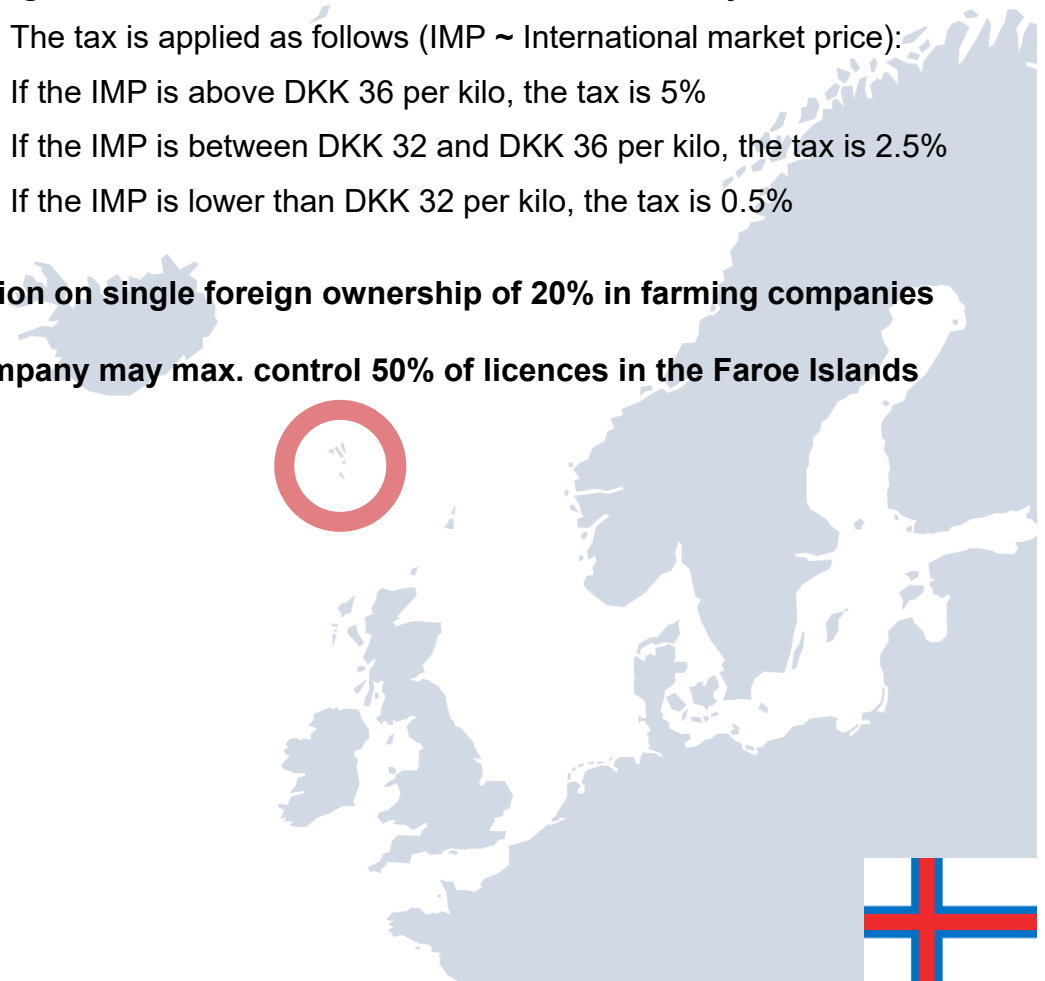 The tax is applied as follows (IMP ~ International market price):
If the IMP is above DKK 36 per kilo, the tax is 5%
If the IMP is between DKK 32 and DKK 36 per kilo, the tax is 2.5%
If the IMP is lower than DKK 32 per kilo, the tax is 0.5%
ion on single foreign ownership of 20% in farming companies
mpany may max. control 50% of licences in the Faroe Islands